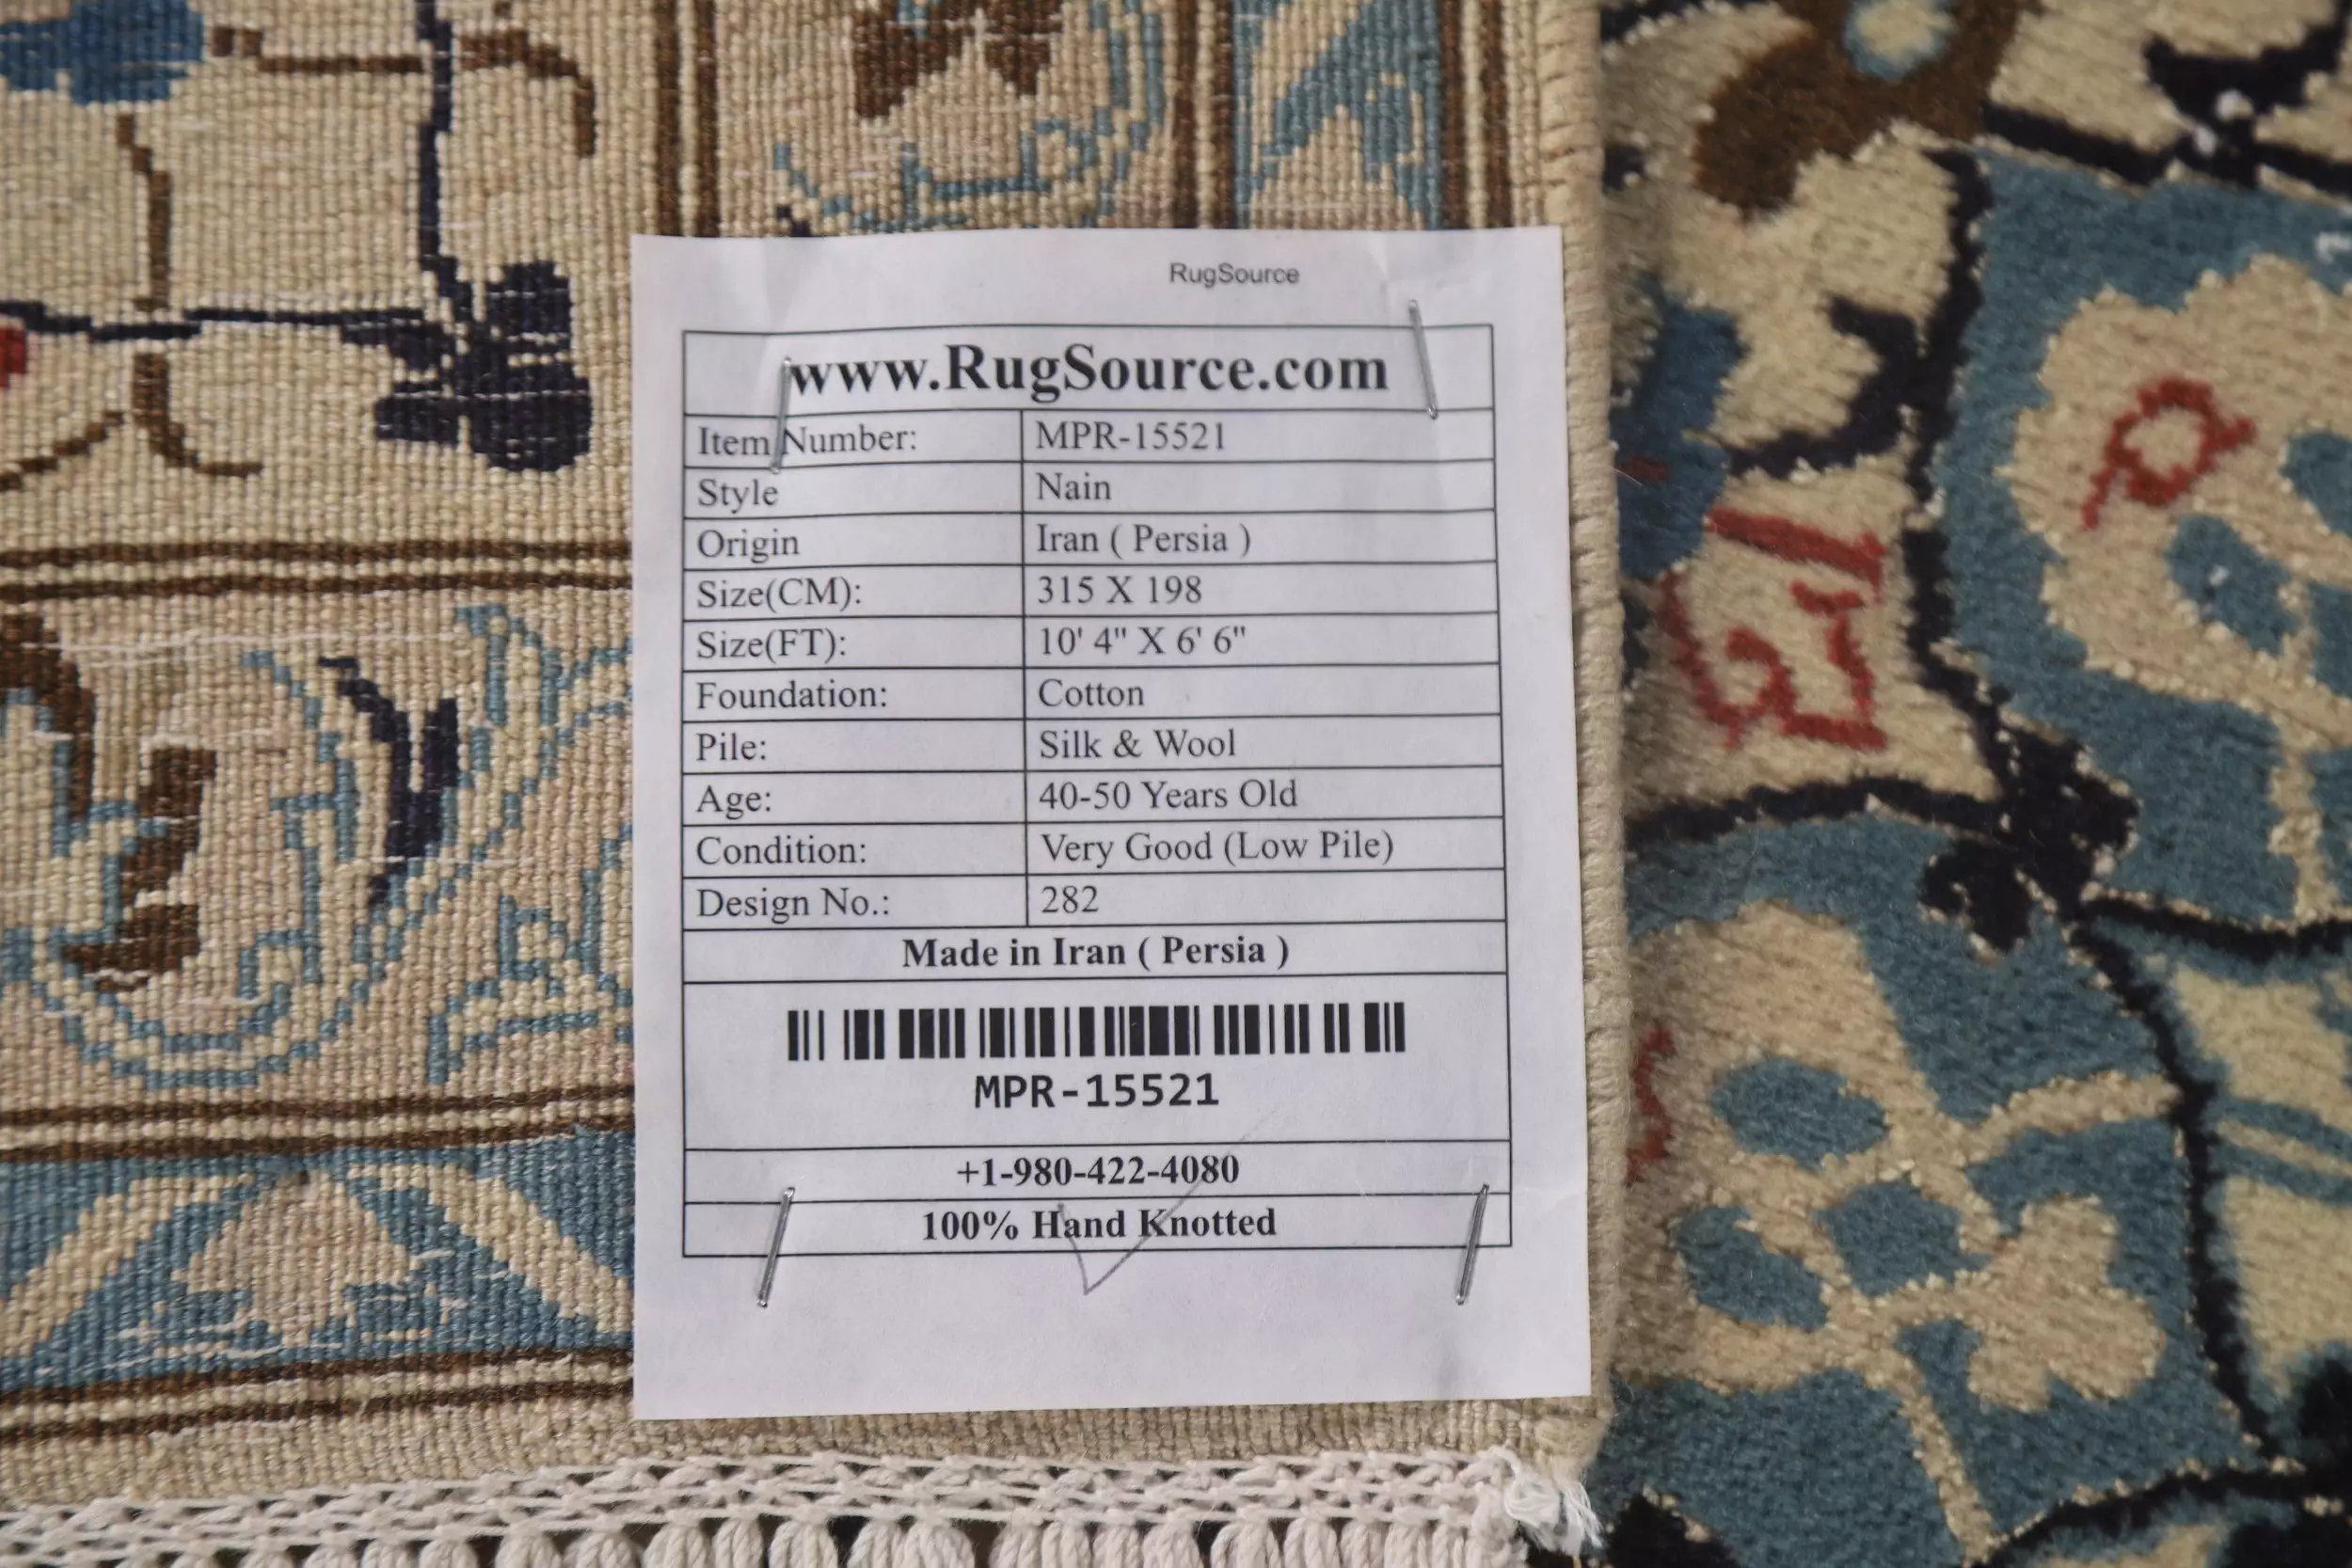 RugSource
www.RugSource.com
Item Number: MPR-15521
Style Nain
Origin Iran ( Persia )
Size(CM): 315 X 198
Size(FT): 10' 4" X 6' 6"
Foundation: Cotton
Pile: Silk & Wool
Age: 40-50 Years Old
Condition: Very Good (Low Pile)
Design No.: 282
Made in Iran ( Persia )
MPR-15521
+1-980-422-4080
100% Hand Knotted